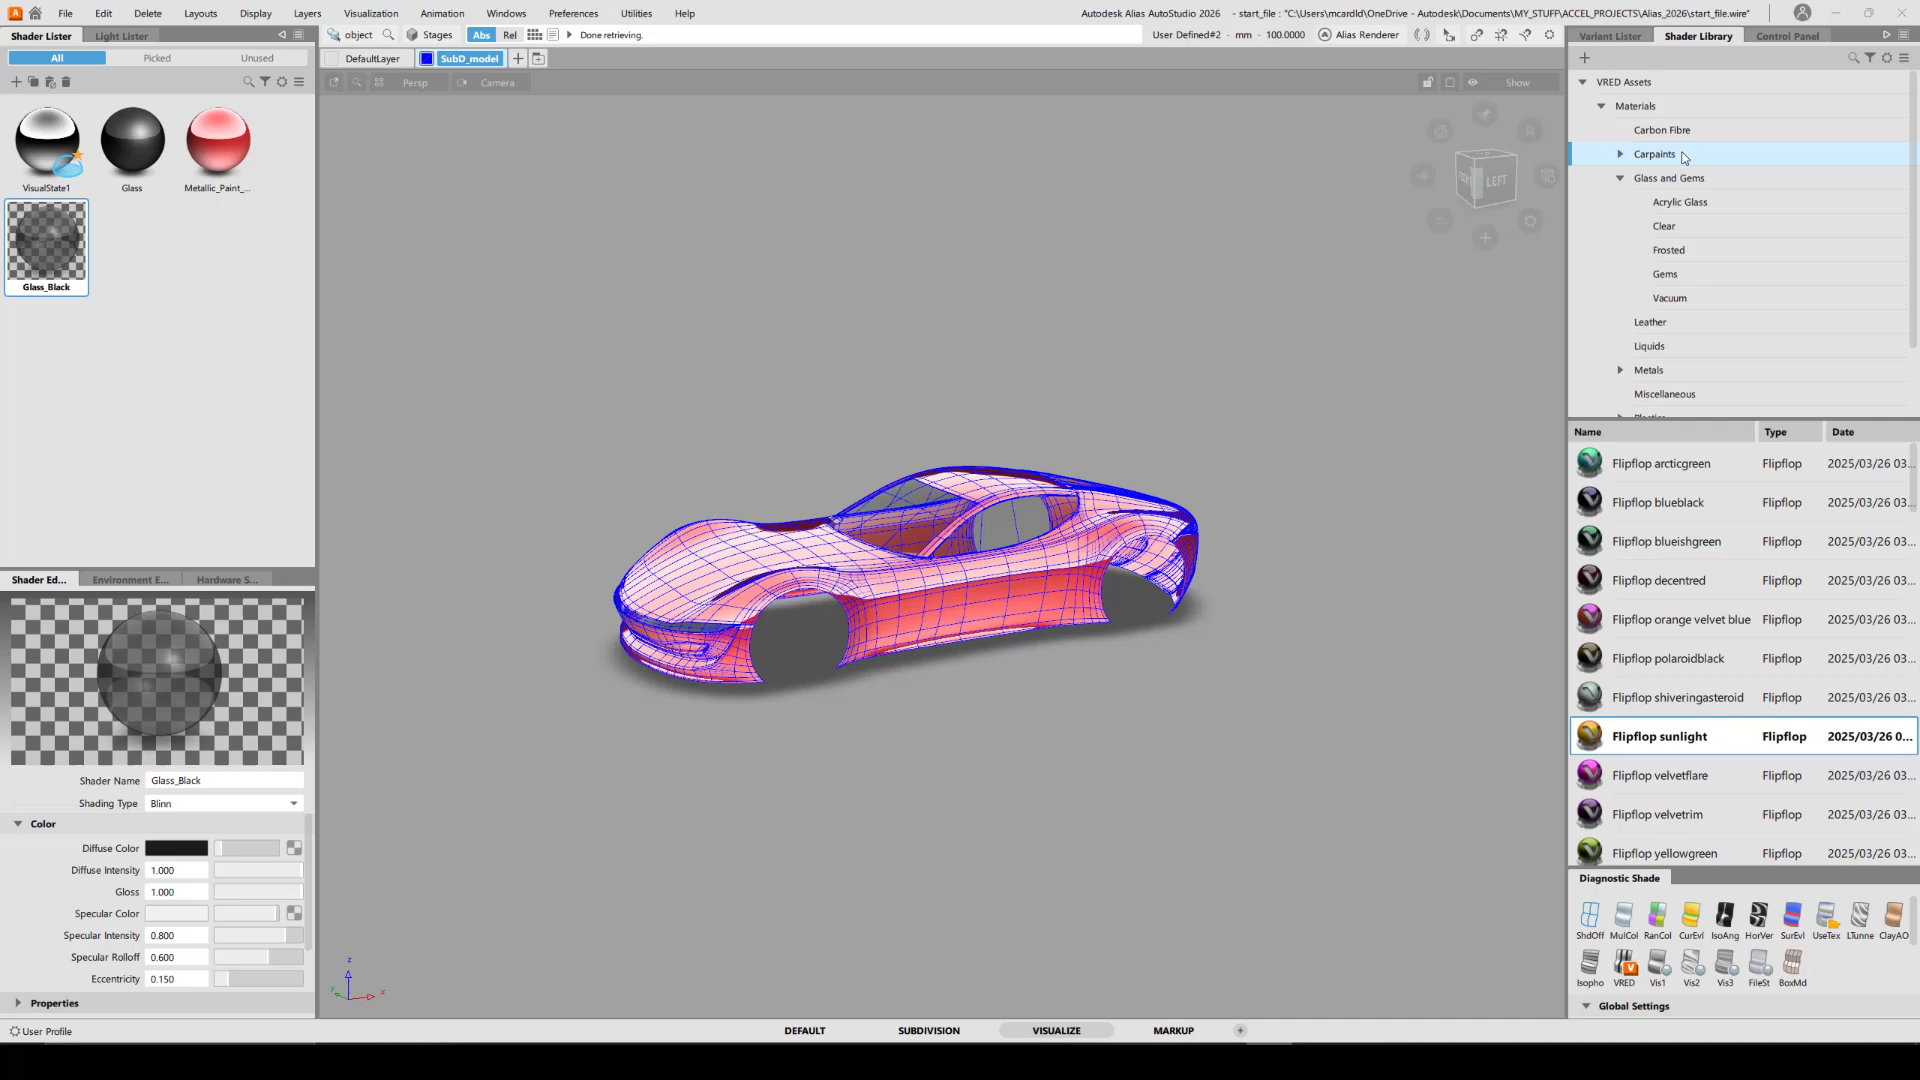 File Edit Delete Layouts Display Layers Visualization Animation Windows Preferences Utilities Help
Autodesk Alias AutoStudio 2026 - start_file : "C:\Users\mcardld\OneDrive - Autodesk\Documents\MY_STUFF\ACCEL_PROJECTS\Alias_2026\start_file.wire"
Shader Lister Light Lister
object Stages Abs Rel Done retrieving.
User Defined#2 - mm - 100.0000 Alias Renderer
Variant Lister Shader Library Control Panel
All Picked Unused
DefaultLayer SubD_model
Persp Camera Show
VisualState1 Glass Metallic_Paint_...
Glass_Black
LEFT
VRED Assets
Materials
Carbon Fibre
Carpaints
Glass and Gems
Acrylic Glass
Clear
Frosted
Gems
Vacuum
Leather
Liquids
Metals
Miscellaneous
Name Type Date
Flipflop arcticgreen Flipflop 2025/03/26 03...
Flipflop blueblack Flipflop 2025/03/26 03...
Flipflop blueishgreen Flipflop 2025/03/26 03...
Flipflop decentred Flipflop 2025/03/26 03...
Flipflop orange velvet blue Flipflop 2025/03/26 03...
Flipflop polaroidblack Flipflop 2025/03/26 03...
Flipflop shiveringasteroid Flipflop 2025/03/26 03...
Flipflop sunlight Flipflop 2025/03/26 0...
Flipflop velvetflare Flipflop 2025/03/26 03...
Flipflop velvetrim Flipflop 2025/03/26 03...
Flipflop yellowgreen Flipflop 2025/03/26 03...
Shader Ed... Environment E... Hardware S...
Shader Name Glass_Black
Shading Type Blinn
Color
Diffuse Color
Diffuse Intensity 1.000
Gloss 1.000
Specular Color
Specular Intensity 0.800
Specular Rolloff 0.600
Eccentricity 0.150
Properties
z
y x
Diagnostic Shade
ShdOff MulCol RanCol CurEvl IsoAng HorVer SurEvl UseTex LTunne ClayAO
Isopho VRED Vis1 Vis2 Vis3 FileSt BoxMd
Global Settings
User Profile
DEFAULT SUBDIVISION VISUALIZE MARKUP